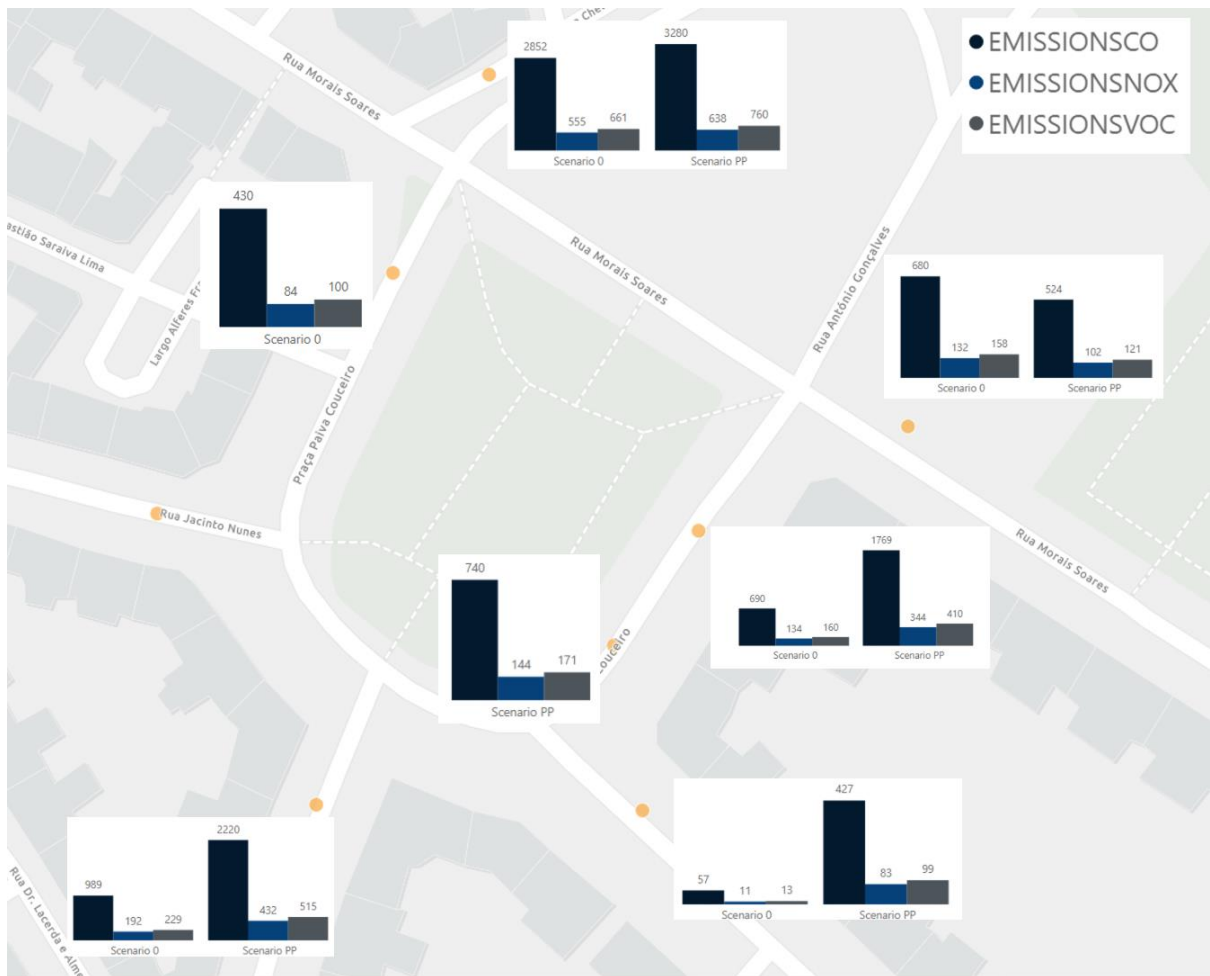 EMISSIONSCO
EMISSIONSNOX
EMISSIONSVOC
Rua Morais Soares
2852
555
661
Scenario 0
3280
638
760
Scenario PP
430
84
100
Scenario 0
Saraiva Lima
Largo Alferes
Rua Morais Soares
Rua António Gonçalves
680
132
158
Scenario 0
524
102
121
Scenario PP
Praça Paiva Couceiro
Rua Jacinto Nunes
Rua Morais Soares
740
144
171
Scenario PP
Couceiro
690
134
160
Scenario 0
1769
344
410
Scenario PP
57
11
13
Scenario 0
427
83
99
Scenario PP
989
192
229
Scenario 0
2220
432
515
Scenario PP
Rua Dr. Lacerda e